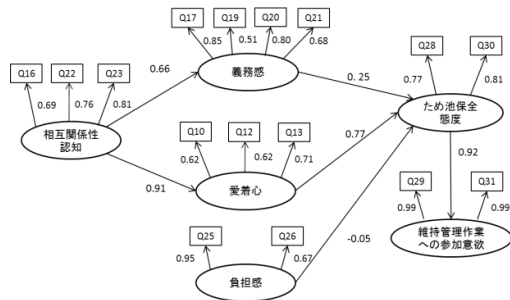 Q17
Q19
Q20
Q21
0.85
0.51
0.80
0.68
義務感
Q16
Q22
Q23
0.69
0.76
0.81
相互関係性
認知
0.66
0.91
Q10
Q12
Q13
0.62
0.62
0.71
愛着心
Q25
Q26
0.95
0.67
負担感
0. 25
0.77
-0.05
Q28
Q30
0.77
0.81
ため池保全
態度
0.92
Q29
Q31
0.99
0.99
維持管理作業
への参加意欲